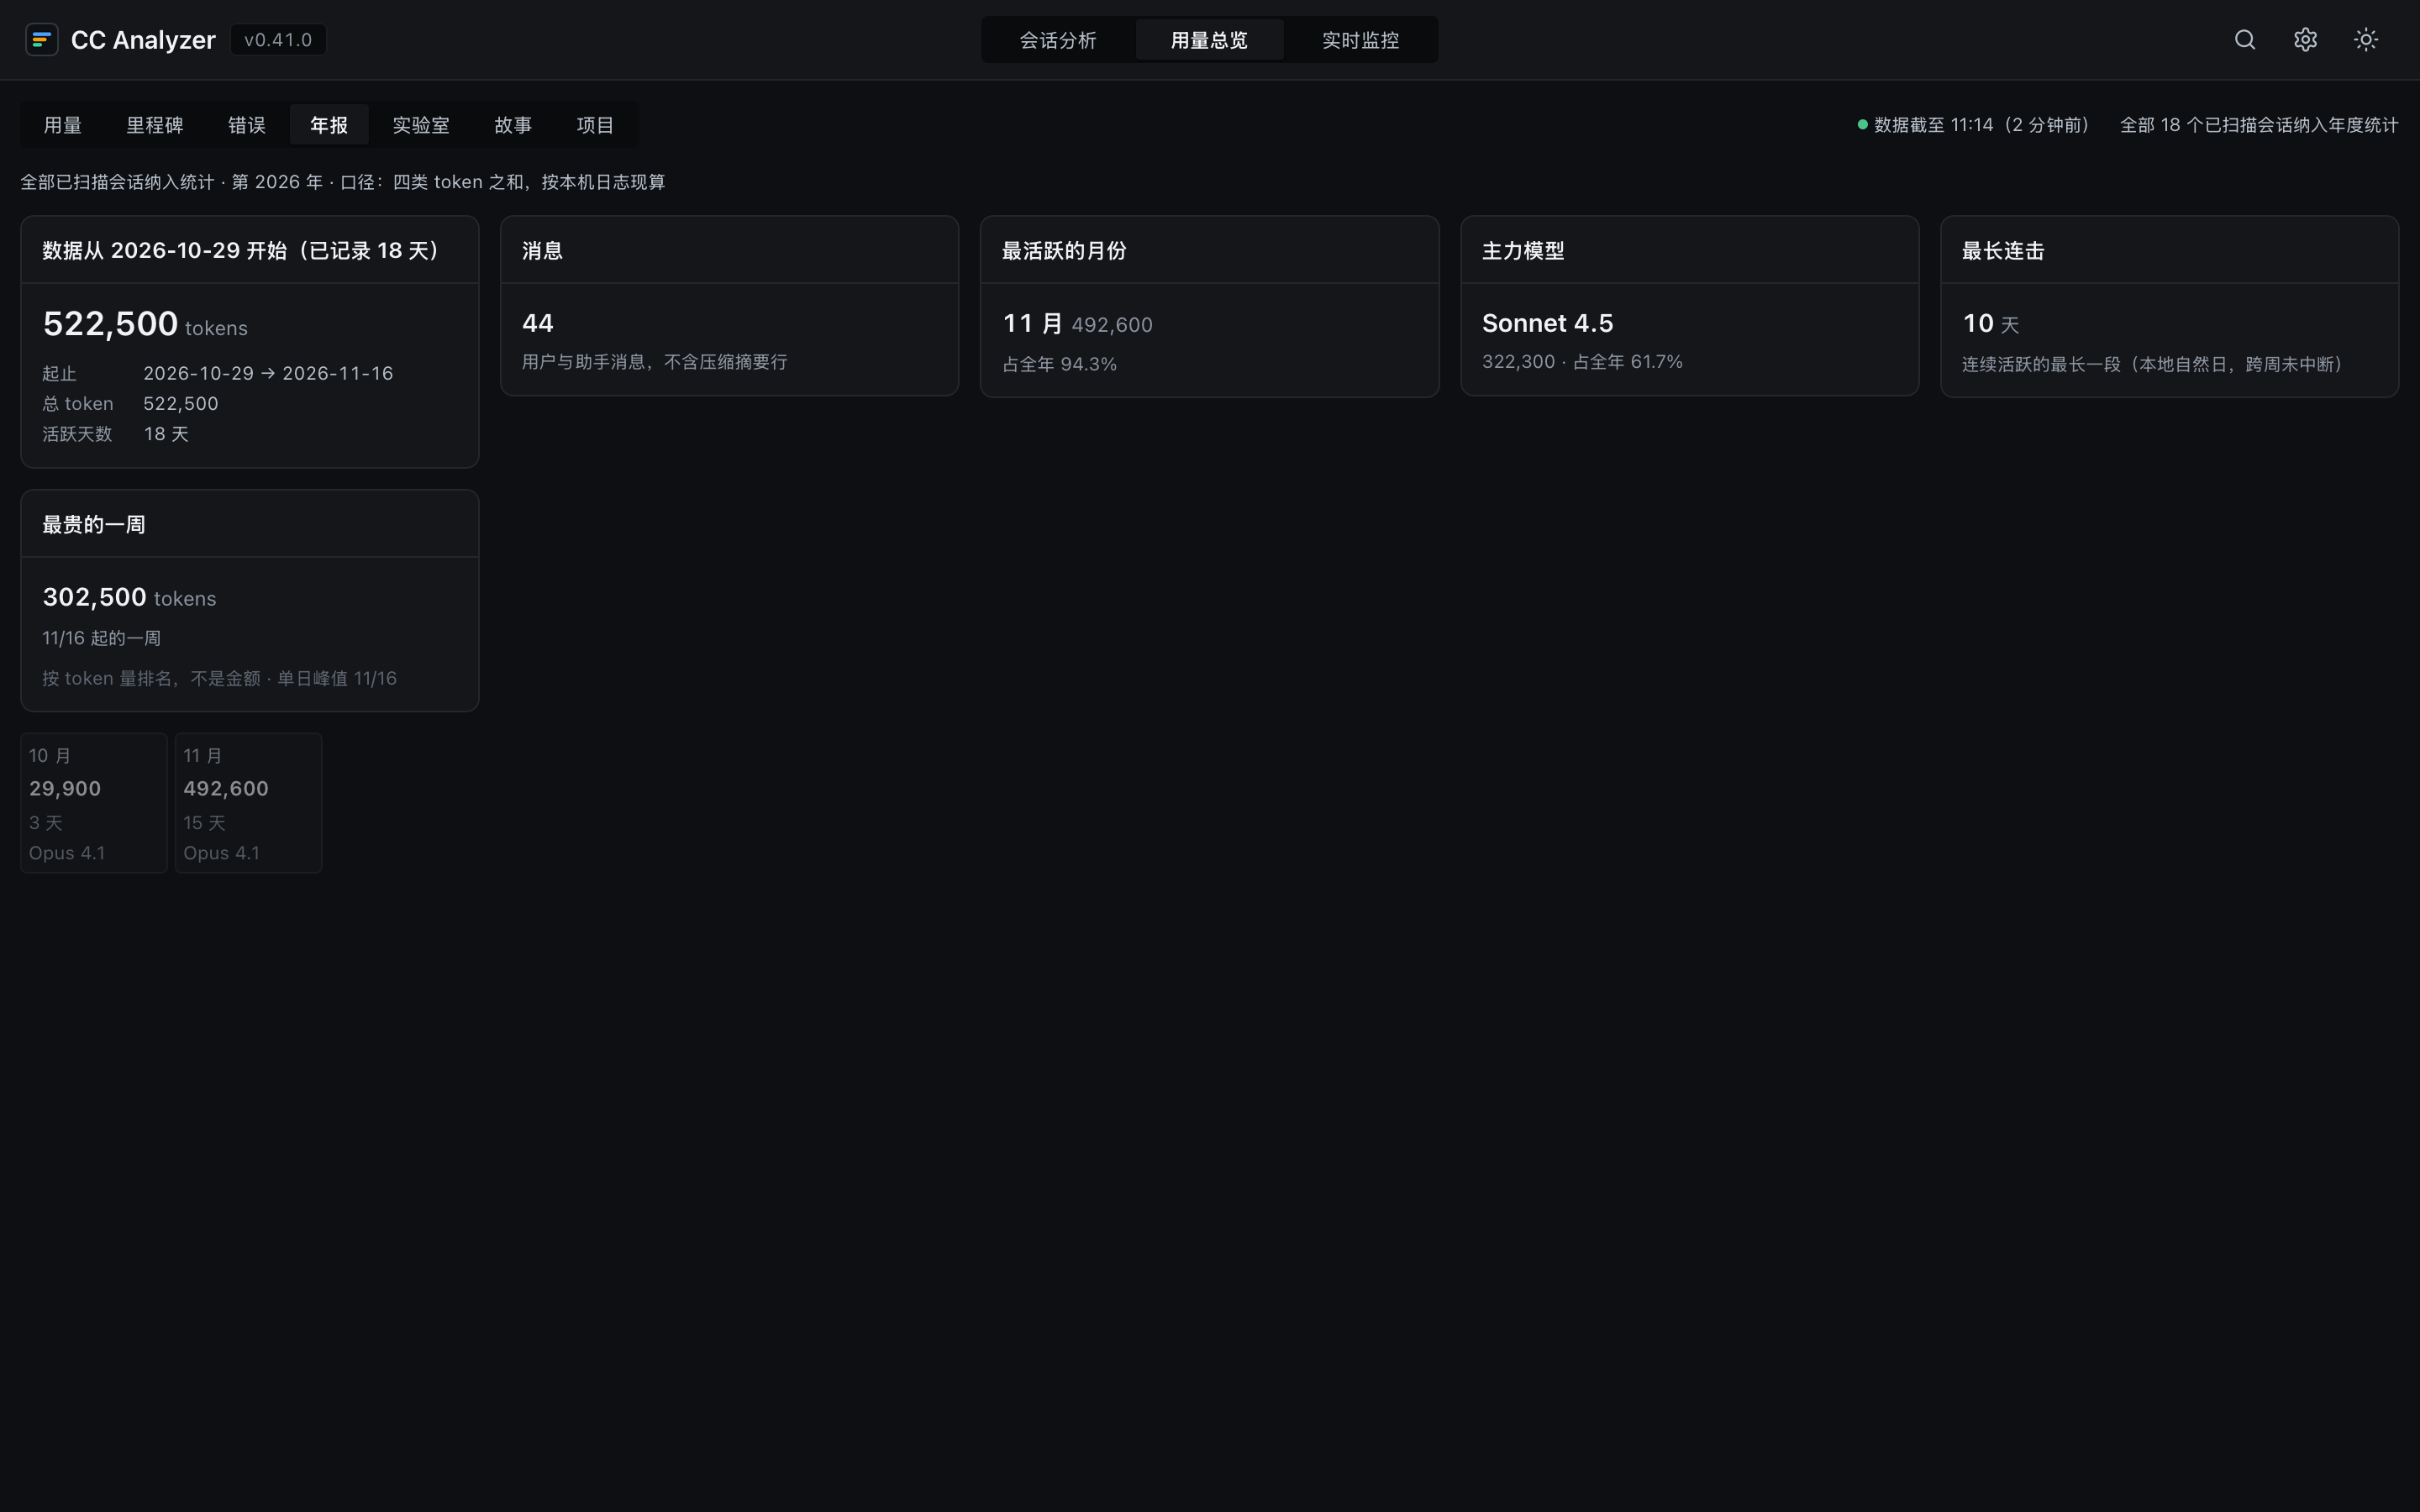 CC Analyzer v0.41.0
会话分析 用量总览 实时监控
用量 里程碑 错误 年报 实验室 故事 项目
数据截至 11:14（2 分钟前） 全部 18 个已扫描会话纳入年度统计
全部已扫描会话纳入统计 · 第 2026 年 · 口径：四类 token 之和，按本机日志现算
数据从 2026-10-29 开始（已记录 18 天）
522,500 tokens
起止 2026-10-29 → 2026-11-16
总 token 522,500
活跃天数 18 天
消息
44
用户与助手消息，不含压缩摘要行
最活跃的月份
11 月 492,600
占全年 94.3%
主力模型
Sonnet 4.5
322,300 · 占全年 61.7%
最长连击
10 天
连续活跃的最长一段（本地自然日，跨周未中断）
最贵的一周
302,500 tokens
11/16 起的一周
按 token 量排名，不是金额 · 单日峰值 11/16
10 月
29,900
3 天
Opus 4.1
11 月
492,600
15 天
Opus 4.1